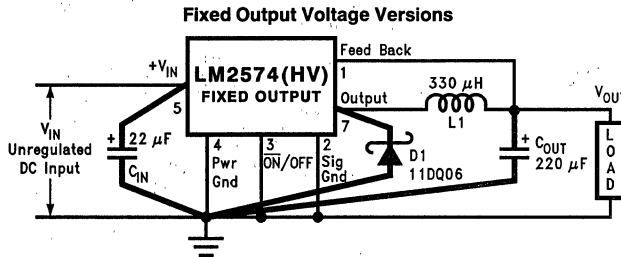 Fixed Output Voltage Versions
+VIN
LM2574(HV)
FIXED OUTPUT
Feed Back
1
5
Output
7
330 μH
L1
VOUT
VIN
Unregulated
DC Input
+
22 μF
CIN
4
Pwr
Gnd
3
ON/OFF
2
Sig
Gnd
D1
11DQ06
+
COUT
220 μF
LOAD